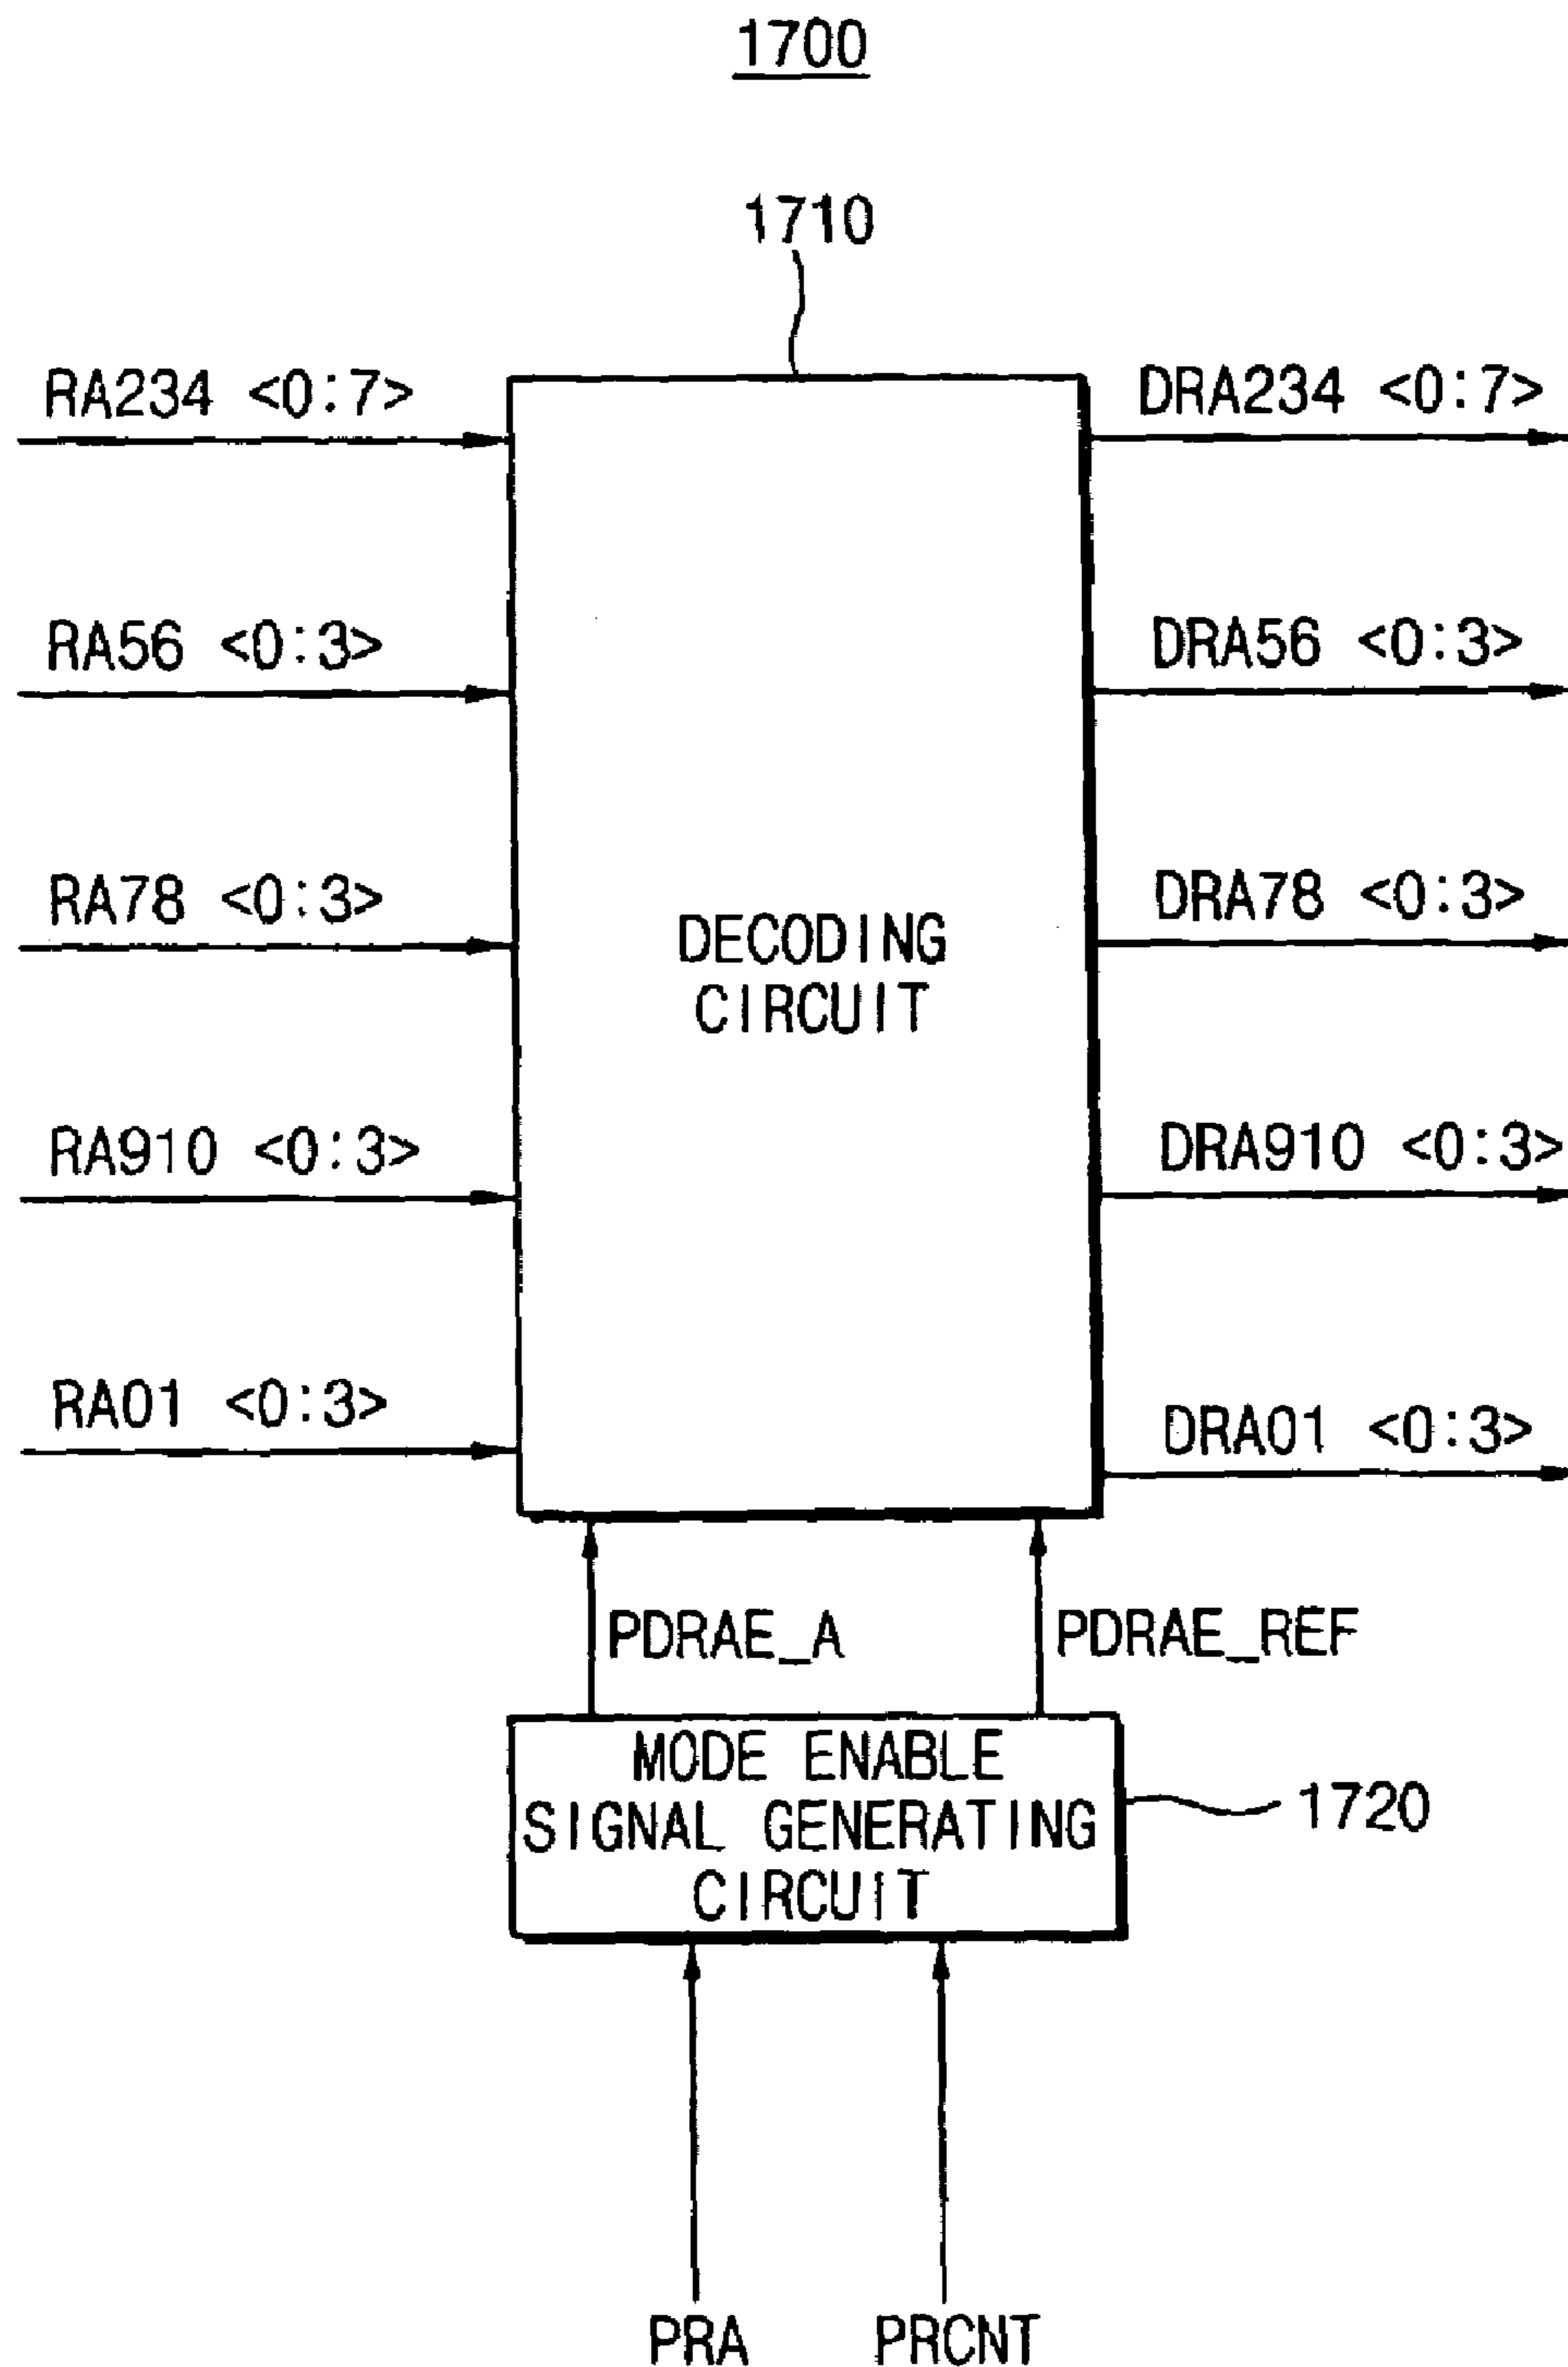 1700
1710
RA234 <0:7>
DRA234 <0:7>
RA56 <0:3>
DRA56 <0:3>
RA78 <0:3>
DRA78 <0:3>
DECODING
CIRCUIT
RA910 <0:3>
DRA910 <0:3>
RA01 <0:3>
DRA01 <0:3>
PDRAE_A
PDRAE_REF
MODE ENABLE
SIGNAL GENERATING
CIRCUIT
1720
PRA
PRCNT